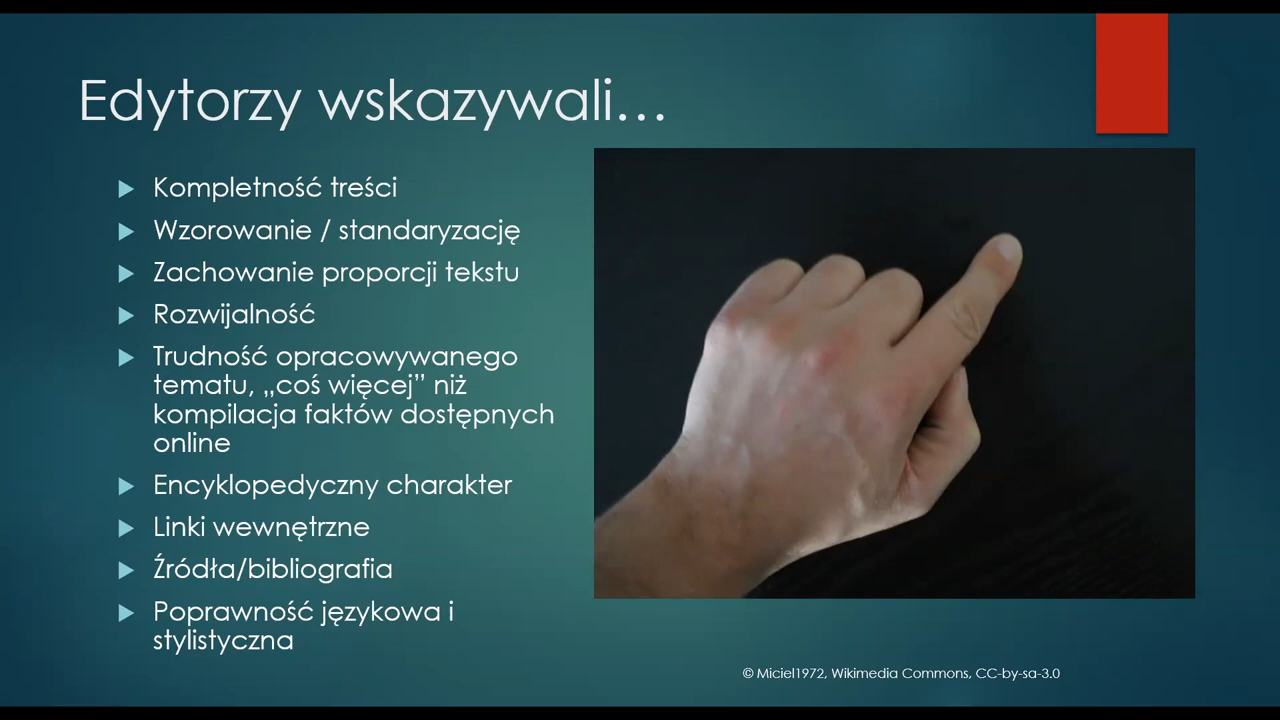 Edytorzy wskazywali…
Kompletność treści
Wzorowanie / standaryzację
Zachowanie proporcji tekstu
Rozwijalność
Trudność opracowywanego
tematu, „coś więcej” niż
kompilacja faktów dostępnych
online
Encyklopedyczny charakter
Linki wewnętrzne
Źródła/bibliografia
Poprawność językowa i
stylistyczna
© Miciel1972, Wikimedia Commons, CC-by-sa-3.0